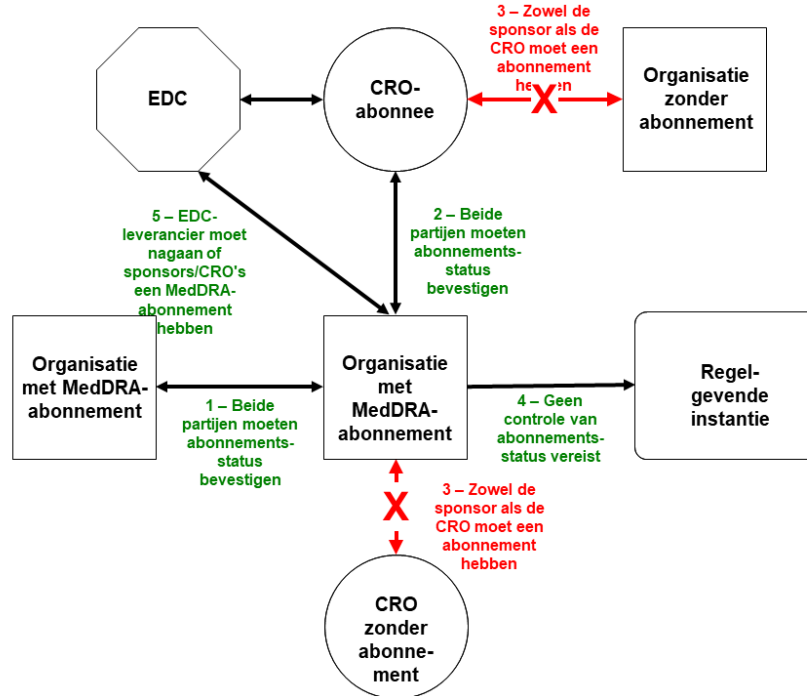 3 – Zowel de
sponsor als de
CRO moet een
abonnement
hebben
EDC
CRO-
abonnee
Organisatie
zonder
abonnement
X
5 – EDC-
leverancier moet
nagaan of
sponsors/CRO's
een MedDRA-
abonnement
hebben
2 – Beide
partijen moeten
abonnements-
status
bevestigen
Organisatie
met MedDRA-
abonnement
Organisatie
met
MedDRA-
abonnement
Regel-
gevende
instantie
1 – Beide
partijen moeten
abonnements-
status
bevestigen
4 – Geen
controle van
abonnements-
status vereist
X
3 – Zowel de
sponsor als de
CRO moet een
abonnement
hebben
CRO
zonder
abonne-
ment